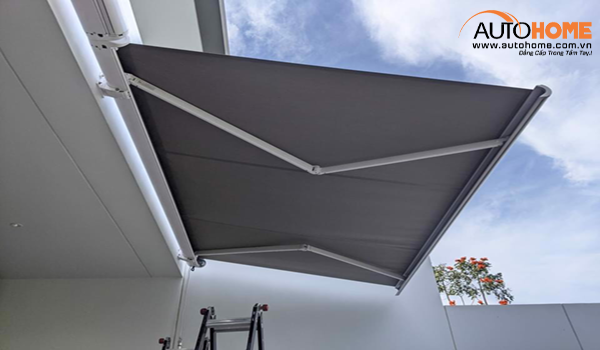 AUTOHOME
www.autohome.com.vn
Đẳng Cấp Trong Tầm Tay!